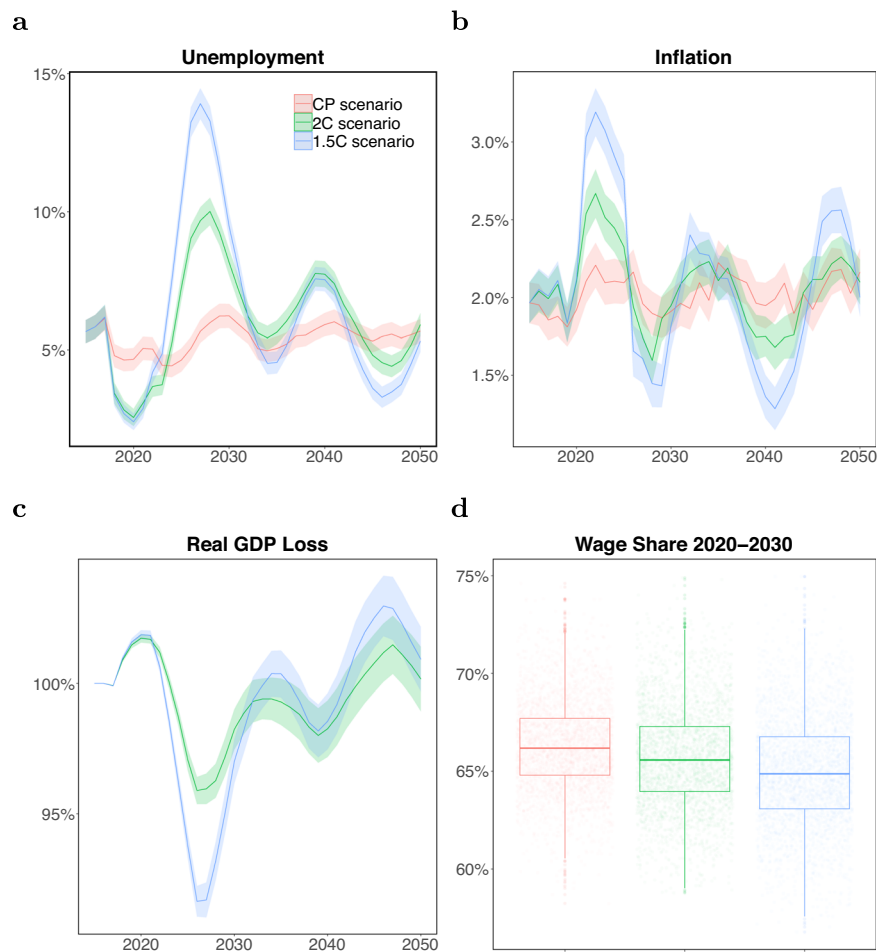 a
Unemployment
15%
10%
5%
CP scenario
2C scenario
1.5C scenario
2020 2030 2040 2050
b
Inflation
3.0%
2.5%
2.0%
1.5%
2020 2030 2040 2050
c
Real GDP Loss
100%
95%
2020 2030 2040 2050
d
Wage Share 2020–2030
75%
70%
65%
60%